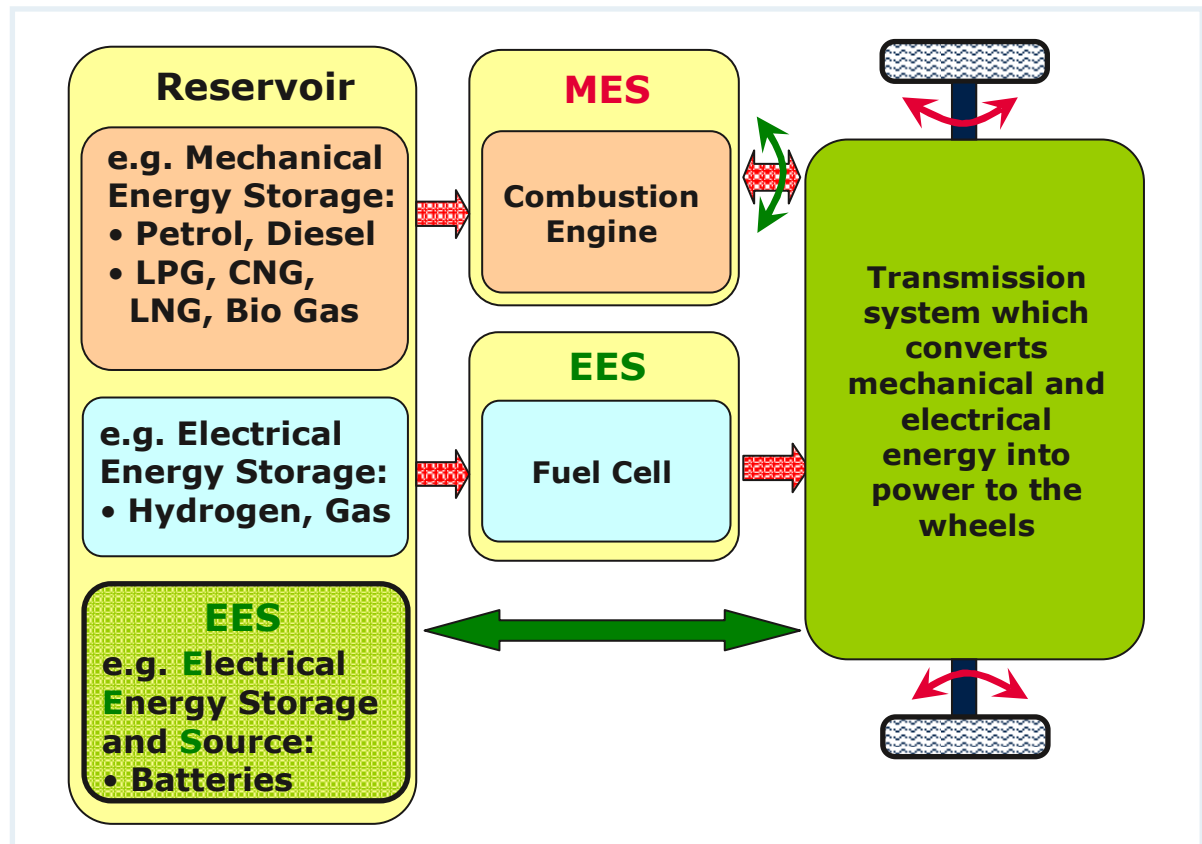 Reservoir
e.g. Mechanical
Energy Storage:
• Petrol, Diesel
• LPG, CNG,
LNG, Bio Gas
e.g. Electrical
Energy Storage:
• Hydrogen, Gas
EES
e.g. Electrical
Energy Storage
and Source:
• Batteries
MES
Combustion
Engine
EES
Fuel Cell
Transmission
system which
converts
mechanical and
electrical
energy into
power to the
wheels